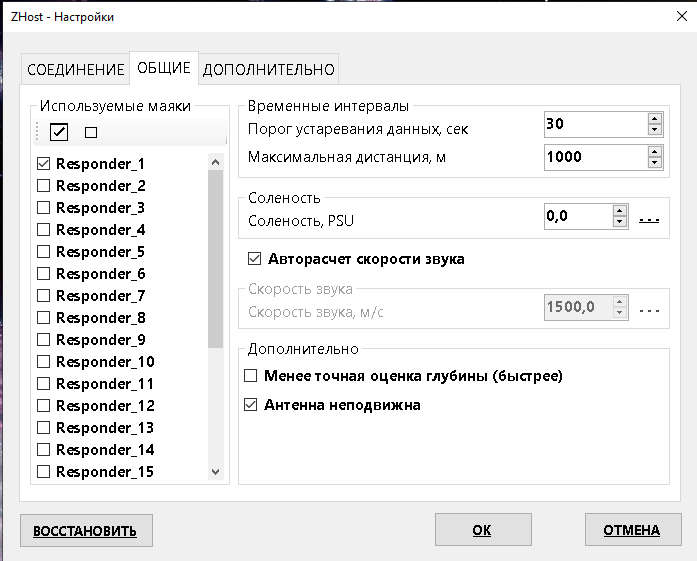 ZHost - Настройки
СОЕДИНЕНИЕ ОБЩИЕ ДОПОЛНИТЕЛЬНО
Используемые маяки
Responder_1
Responder_2
Responder_3
Responder_4
Responder_5
Responder_6
Responder_7
Responder_8
Responder_9
Responder_10
Responder_11
Responder_12
Responder_13
Responder_14
Responder_15
Временные интервалы
Порог устаревания данных, сек 30
Максимальная дистанция, м 1000
Соленость
Соленость, PSU 0,0 ...
Авторасчет скорости звука
Скорость звука
Скорость звука, м/с 1500,0 ...
Дополнительно
Менее точная оценка глубины (быстрее)
Антенна неподвижна
ВОССТАНОВИТЬ OK ОТМЕНА